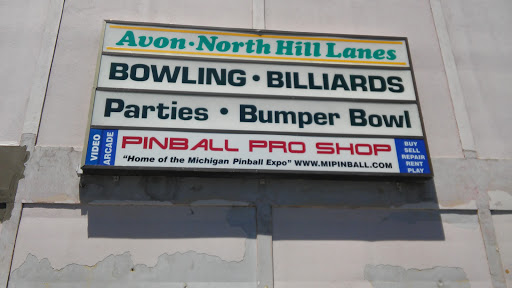 Avon·North Hill Lanes
BOWLING · BILLIARDS
Parties · Bumper Bowl
VIDEO
ARCADE
PINBALL PRO SHOP
"Home of the Michigan Pinball Expo" WWW.MIPINBALL.COM
BUY
SELL
REPAIR
RENT
PLAY